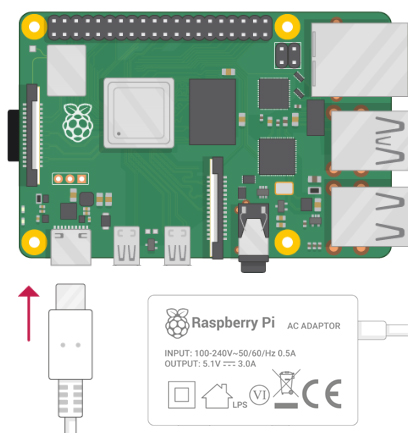 Raspberry Pi AC ADAPTOR
INPUT: 100-240V~50/60/Hz 0.5A
OUTPUT: 5.1V ⎓ 3.0A
LPS
VI